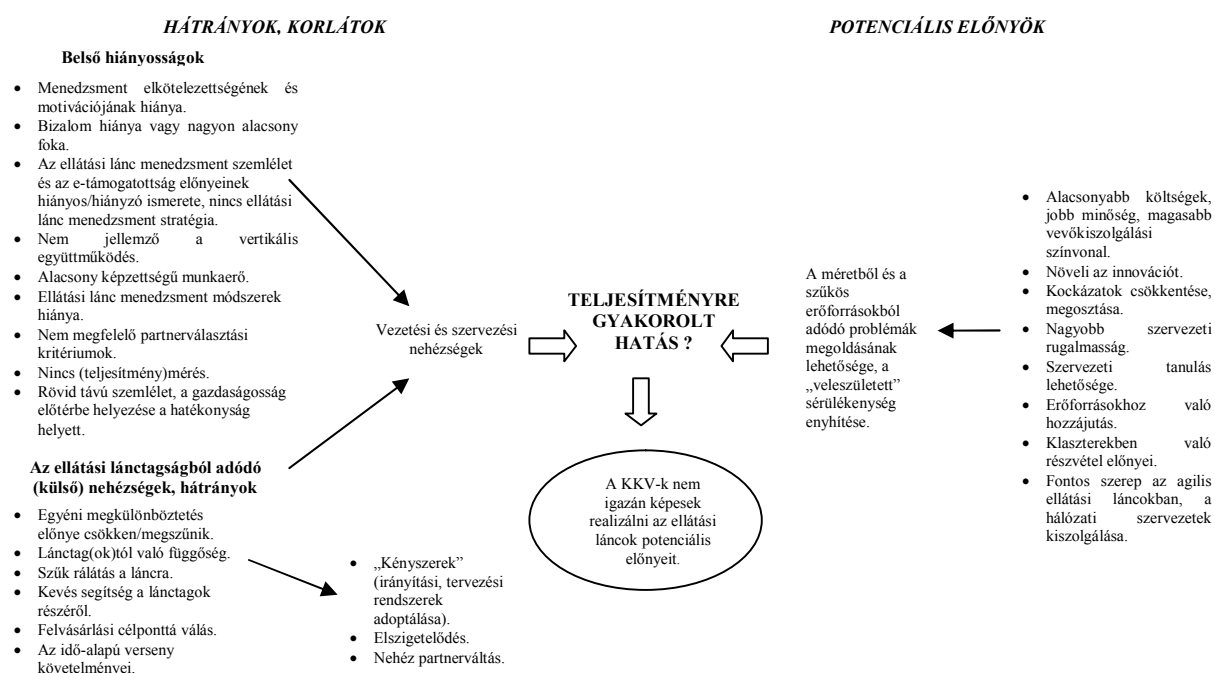 HÁTRÁNYOK, KORLÁTOK
Belső hiányosságok
• Menedzsment elkötelezettségének és
motivációjának hiánya.
• Bizalom hiánya vagy nagyon alacsony
foka.
• Az ellátási lánc menedzsment szemlélet
és az e-támogatottság előnyeinek
hiányos/hiányzó ismerete, nincs ellátási
lánc menedzsment stratégia.
• Nem jellemző a vertikális
együttműködés.
• Alacsony képzettségű munkaerő.
• Ellátási lánc menedzsment módszerek
hiánya.
• Nem megfelelő partnerválasztási
kritériumok.
• Nincs (teljesítmény)mérés.
• Rövid távú szemlélet, a gazdaságosság
előtérbe helyezése a hatékonyság
helyett.
Az ellátási lánctagságból adódó
(külső) nehézségek, hátrányok
• Egyéni megkülönböztetés
előnye csökken/megszűnik.
• Lánctag(ok)tól való függőség.
• Szűk rálátás a láncra.
• Kevés segítség a lánctagok
részéről.
• Felvásárlási célponttá válás.
• Az idő-alapú verseny
követelményei.
• „Kényszerek”
(irányítási, tervezési
rendszerek
adoptálása).
• Elszigetelődés.
• Nehéz partnerváltás.
Vezetési és szervezési
nehézségek
TELJESÍTMÉNYRE
GYAKOROLT
HATÁS ?
A KKV-k nem
igazán képesek
realizálni az ellátási
láncok potenciális
előnyeit.
POTENCIÁLIS ELŐNYÖK
A méretből és a
szűkös
erőforrásokból
adódó problémák
megoldásának
lehetősége, a
„veleszületett”
sérülékenység
enyhítése.
• Alacsonyabb költségek,
jobb minőség, magasabb
vevőkiszolgálási
színvonal.
• Növeli az innovációt.
• Kockázatok csökkentése,
megosztása.
• Nagyobb szervezeti
rugalmasság.
• Szervezeti tanulás
lehetősége.
• Erőforrásokhoz való
hozzájutás.
• Klaszterekben való
részvétel előnyei.
• Fontos szerep az agilis
ellátási láncokban, a
hálózati szervezetek
kiszolgálása.